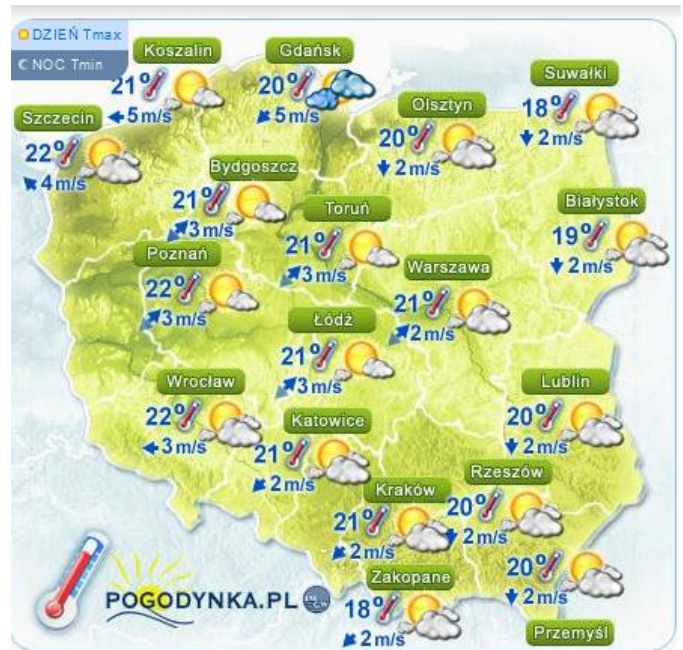 DZIEŃ Tmax
NOC Tmin
Koszalin
21°
5 m/s
Gdańsk
20°
5 m/s
Suwałki
18°
2 m/s
Szczecin
22°
4 m/s
Olsztyn
20°
2 m/s
Bydgoszcz
21°
3 m/s
Toruń
21°
3 m/s
Białystok
19°
2 m/s
Poznań
22°
3 m/s
Warszawa
21°
2 m/s
Łódź
21°
3 m/s
Wrocław
22°
3 m/s
Katowice
21°
2 m/s
Lublin
20°
2 m/s
Kraków
21°
2 m/s
Rzeszów
20°
2 m/s
Zakopane
18°
2 m/s
20°
2 m/s
Przemyśl
POGODYNKA.PL